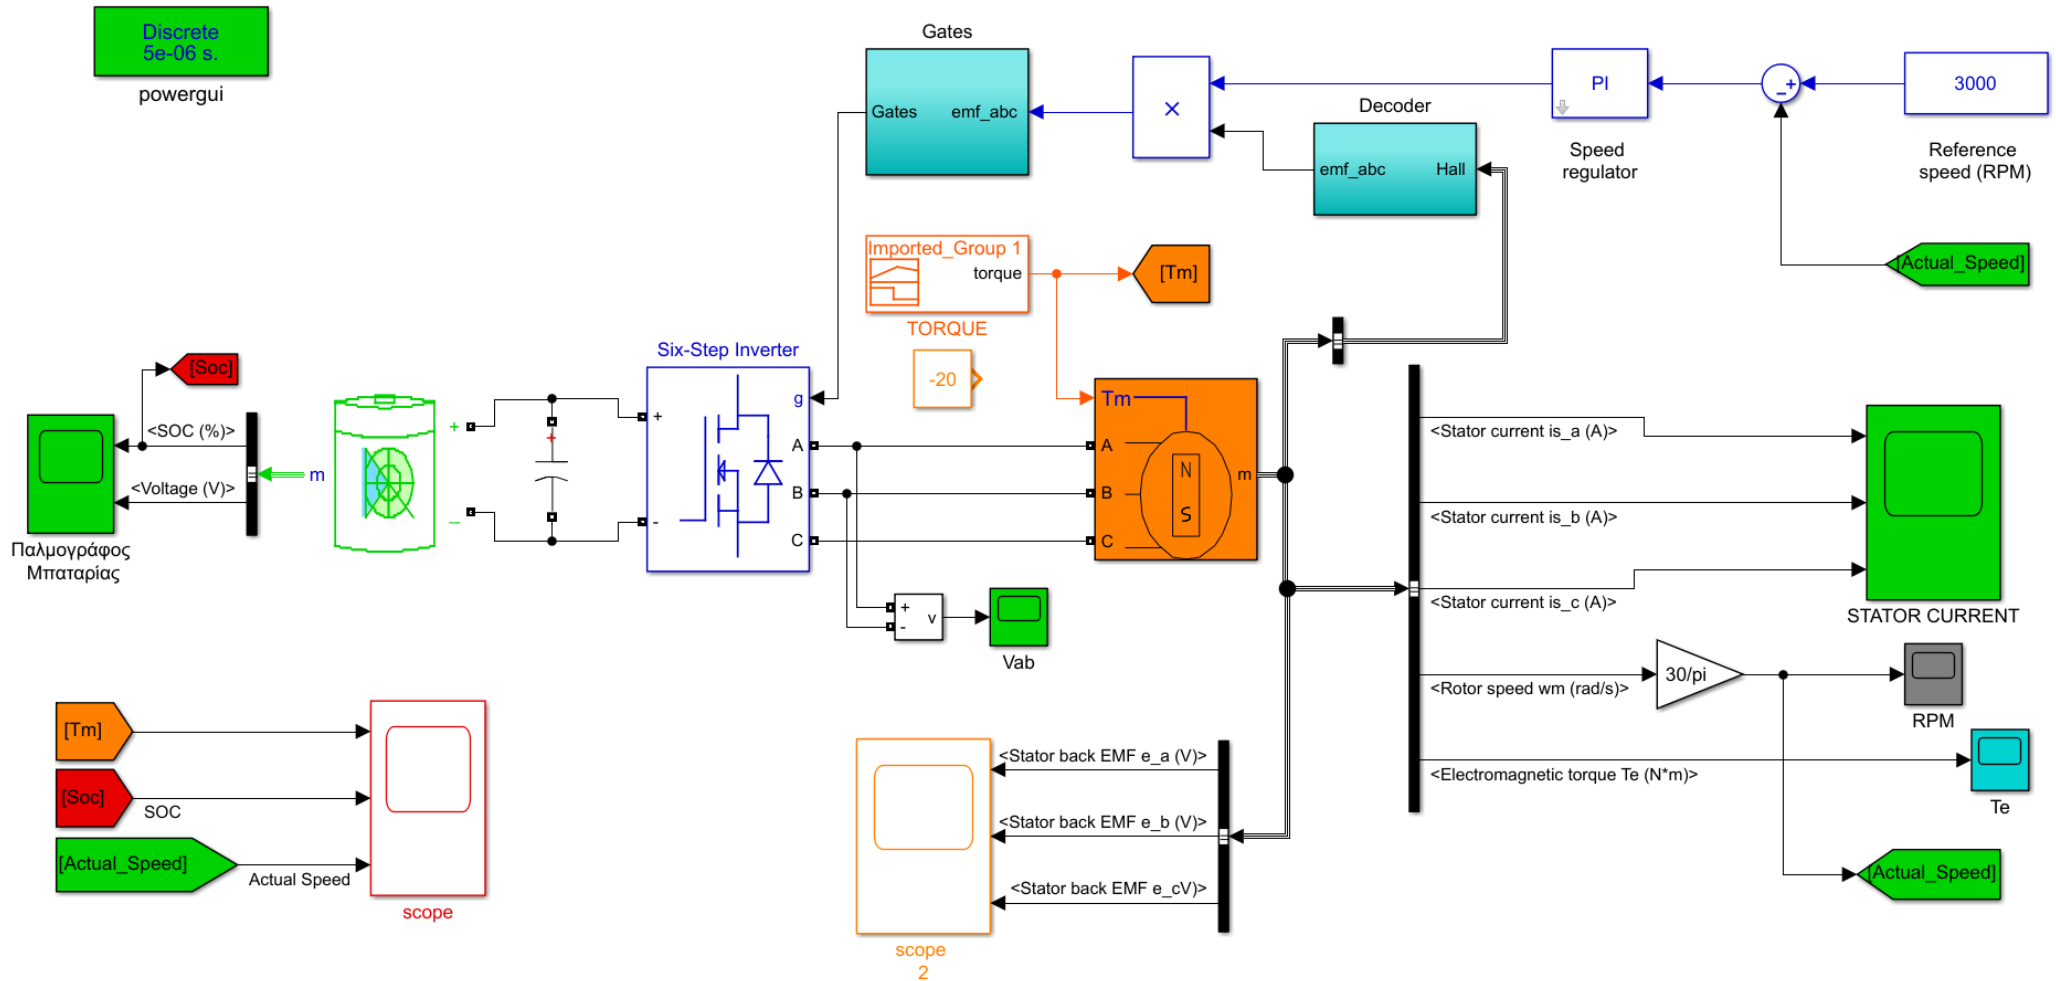 Discrete
5e-06 s.
powergui
Gates
Gates
emf_abc
×
PI
Speed
regulator
_
+
3000
Reference
speed (RPM)
Decoder
emf_abc
Hall
[Actual_Speed]
Imported_Group 1
torque
TORQUE
[Tm]
-20
Six-Step Inverter
g
+
-
A
B
C
Tm
A
B
C
N
S
m
[Soc]
<SOC (%)>
<Voltage (V)>
Παλμογράφος
Μπαταρίας
m
+
_
+
+
-
v
Vab
<Stator current is_a (A)>
<Stator current is_b (A)>
<Stator current is_c (A)>
STATOR CURRENT
<Rotor speed wm (rad/s)>
30/pi
RPM
<Electromagnetic torque Te (N*m)>
Te
[Actual_Speed]
[Tm]
[Soc]
SOC
[Actual_Speed]
Actual Speed
scope
<Stator back EMF e_a (V)>
<Stator back EMF e_b (V)>
<Stator back EMF e_cV)>
scope
2